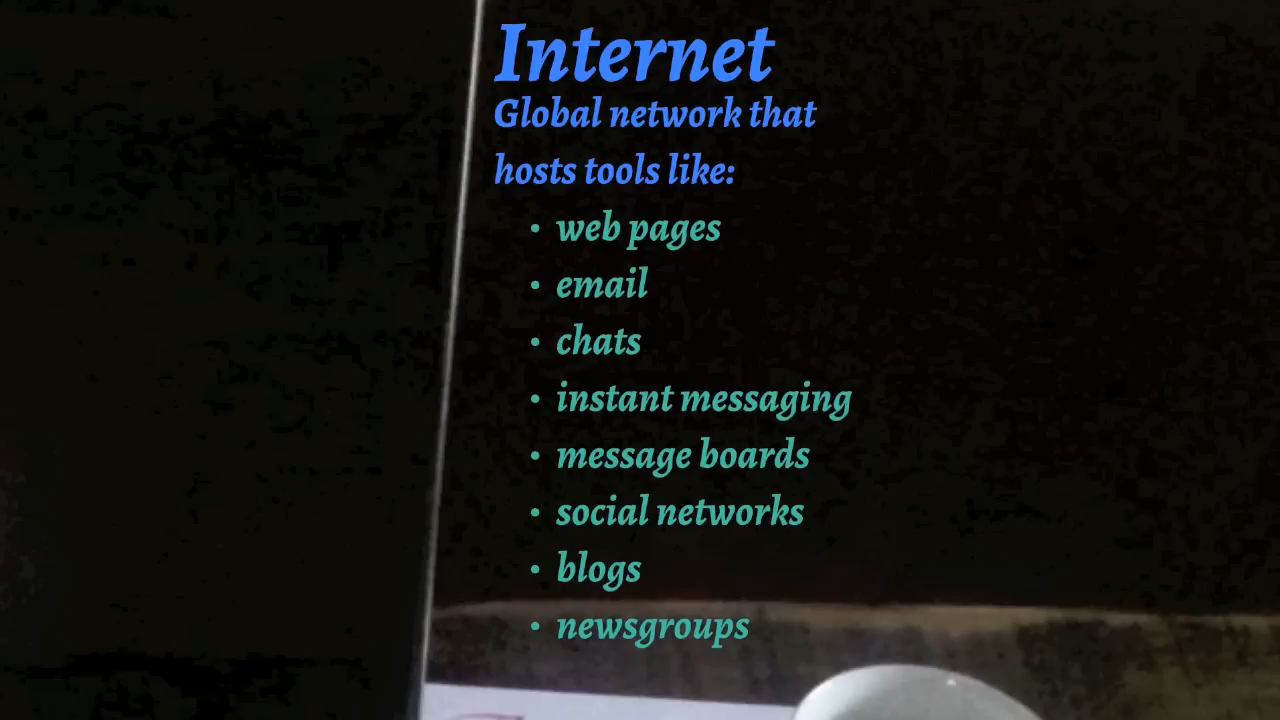 Internet
Global network that
hosts tools like:
• web pages
• email
• chats
• instant messaging
• message boards
• social networks
• blogs
• newsgroups